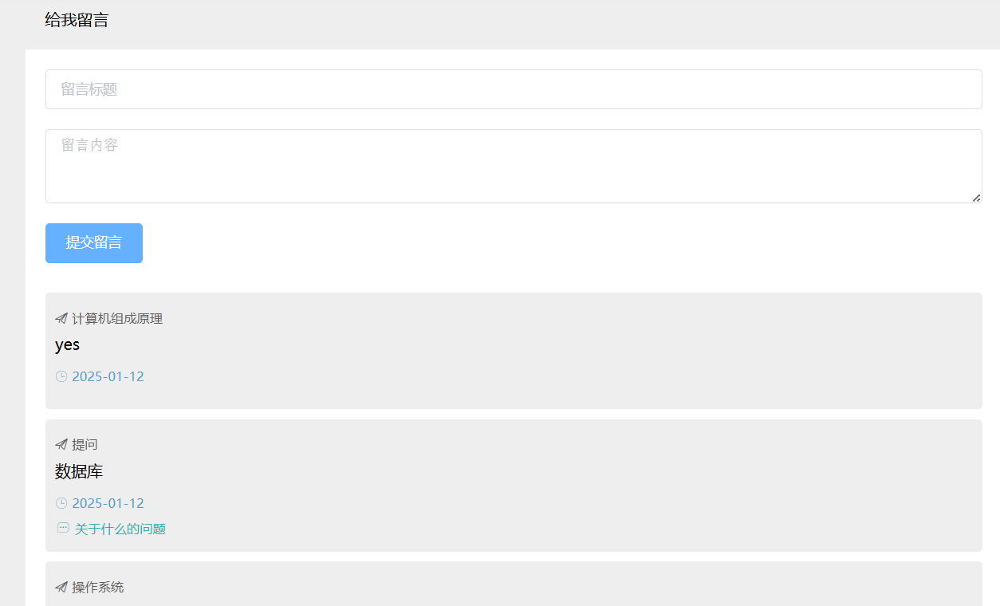 给我留言
留言标题
留言内容
提交留言
计算机组成原理
yes
2025-01-12
提问
数据库
2025-01-12
关于什么的问题
操作系统